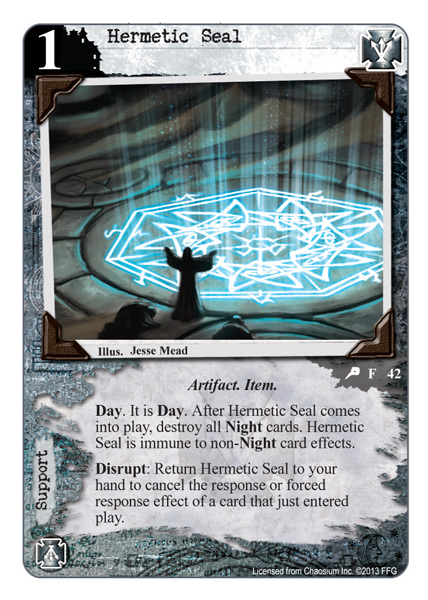 1
Hermetic Seal
Illus. Jesse Mead
F 42
Artifact. Item.
Day. It is Day. After Hermetic Seal comes
into play, destroy all Night cards. Hermetic
Seal is immune to non-Night card effects.
Disrupt: Return Hermetic Seal to your
hand to cancel the response or forced
response effect of a card that just entered
play.
Support
Licensed from Chaosium Inc. ©2013 FFG